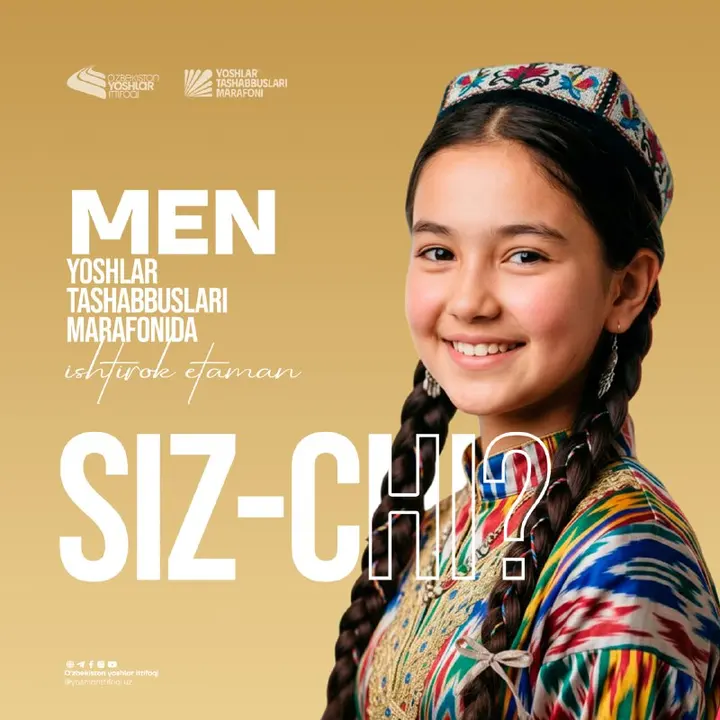 O'ZBEKISTON
YOSHLAR
ITTIFOQI
YOSHLAR
TASHABBUSLARI
MARAFONI
MEN
YOSHLAR
TASHABBUSLARI
MARAFONIDA
ishtirok etaman
SIZ-CHI?
O'zbekiston yoshlar ittifoqi